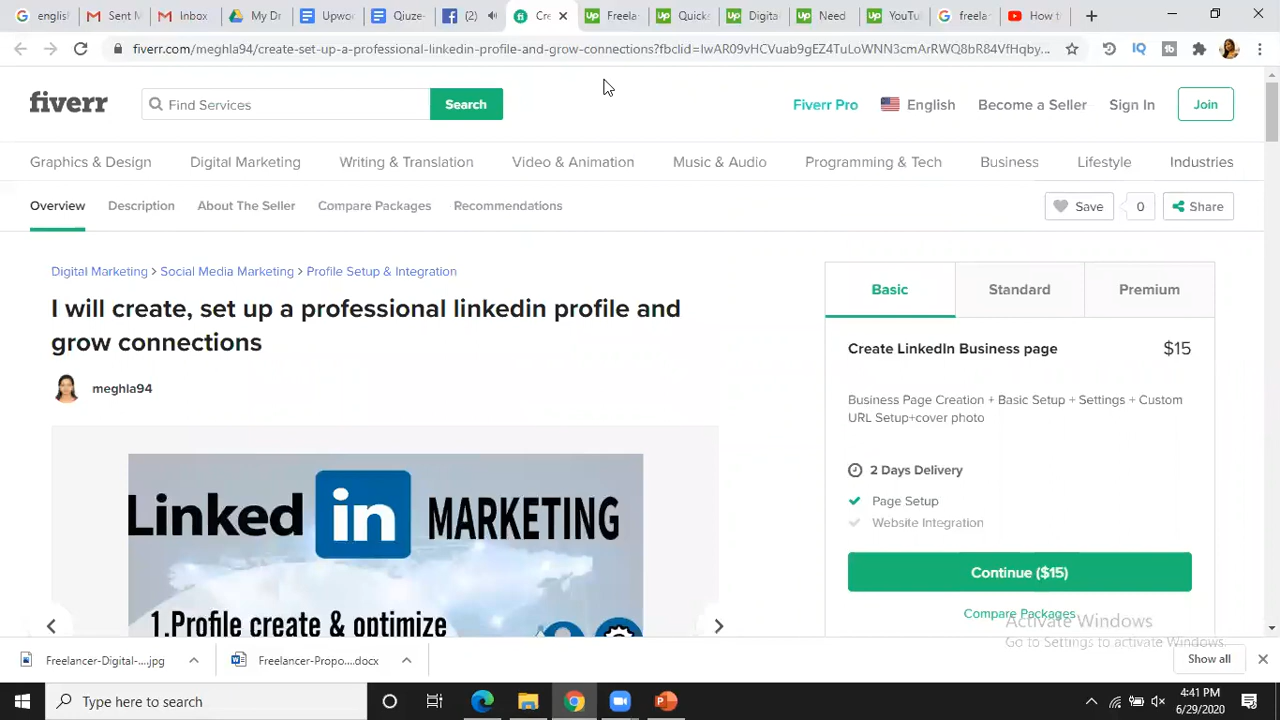 english
Sent M
Inbox
My Dr
Upwo
Qiuze-
(2)
Cre
Freela
Quick
Digita
Need
YouTu
freela
How t
fiverr.com/meghla94/create-set-up-a-professional-linkedin-profile-and-grow-connections?fbclid=IwAR09vHCVuab9gEZ4TuLoWNN3cmArRWQ8bR84VfHqby...
fiverr
Find Services
Search
Fiverr Pro
English
Become a Seller
Sign In
Join
Graphics & Design
Digital Marketing
Writing & Translation
Video & Animation
Music & Audio
Programming & Tech
Business
Lifestyle
Industries
Overview
Description
About The Seller
Compare Packages
Recommendations
Save
0
Share
Digital Marketing > Social Media Marketing > Profile Setup & Integration
I will create, set up a professional linkedin profile and
grow connections
meghla94
Linked in MARKETING
1.Profile create & optimize
Basic
Standard
Premium
Create LinkedIn Business page
$15
Business Page Creation + Basic Setup + Settings + Custom
URL Setup+cover photo
2 Days Delivery
Page Setup
Website Integration
Continue ($15)
Compare Packages
Activate Windows
Go to Settings to activate Windows.
Freelancer-Digital-....jpg
Freelancer-Propo....docx
Show all
Type here to search
4:41 PM
6/29/2020